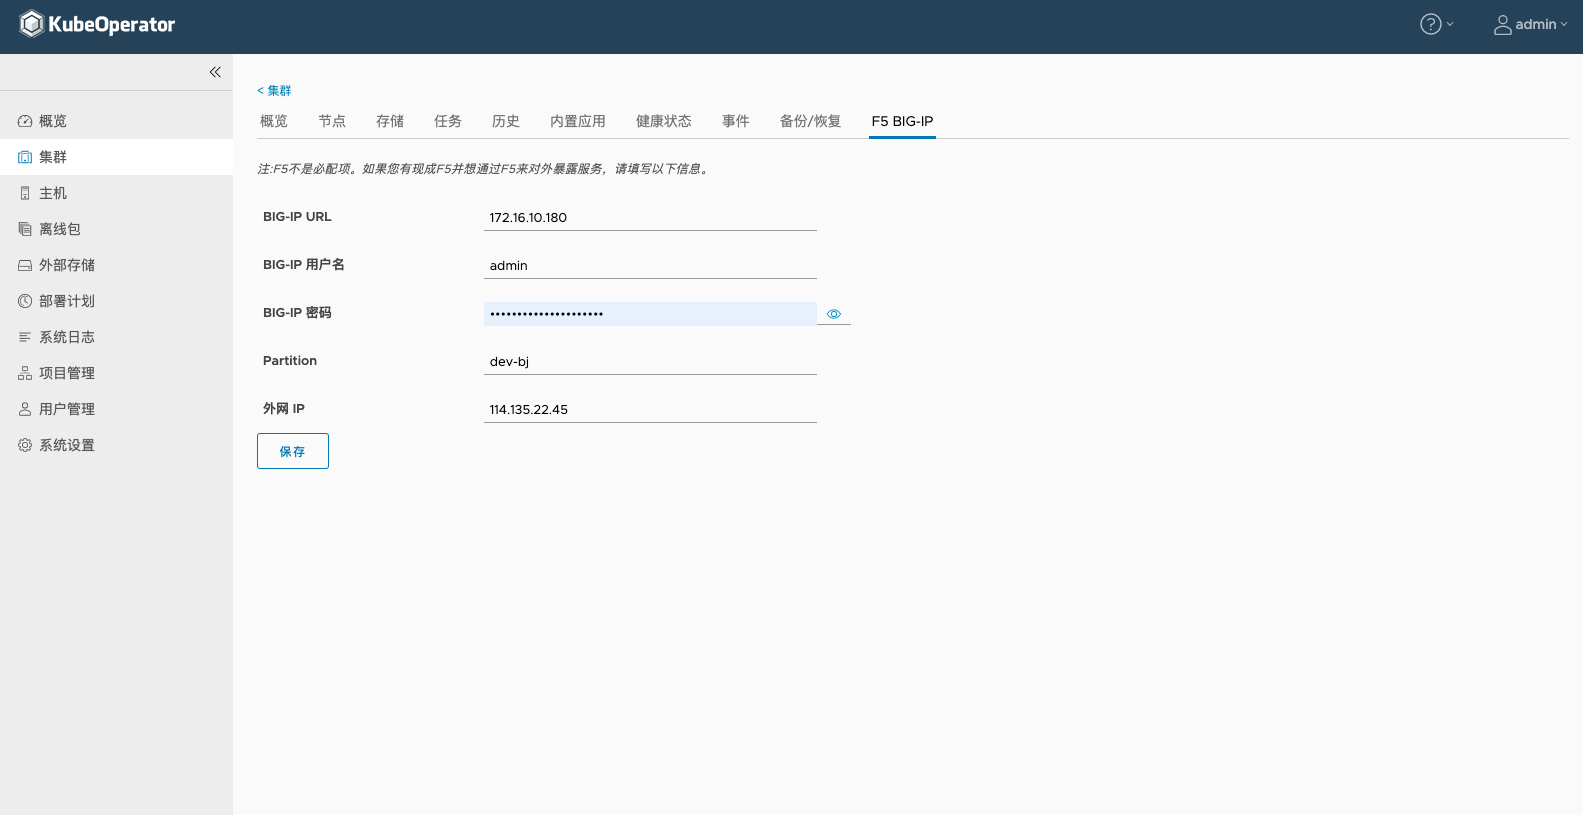 KubeOperator
admin
概览
集群
主机
离线包
外部存储
部署计划
系统日志
项目管理
用户管理
系统设置
< 集群
概览 节点 存储 任务 历史 内置应用 健康状态 事件 备份/恢复 F5 BIG-IP
注:F5不是必配项。如果您有现成F5并想通过F5来对外暴露服务，请填写以下信息。
BIG-IP URL 172.16.10.180
BIG-IP 用户名 admin
BIG-IP 密码 ••••••••••••••••••••••
Partition dev-bj
外网 IP 114.135.22.45
保存